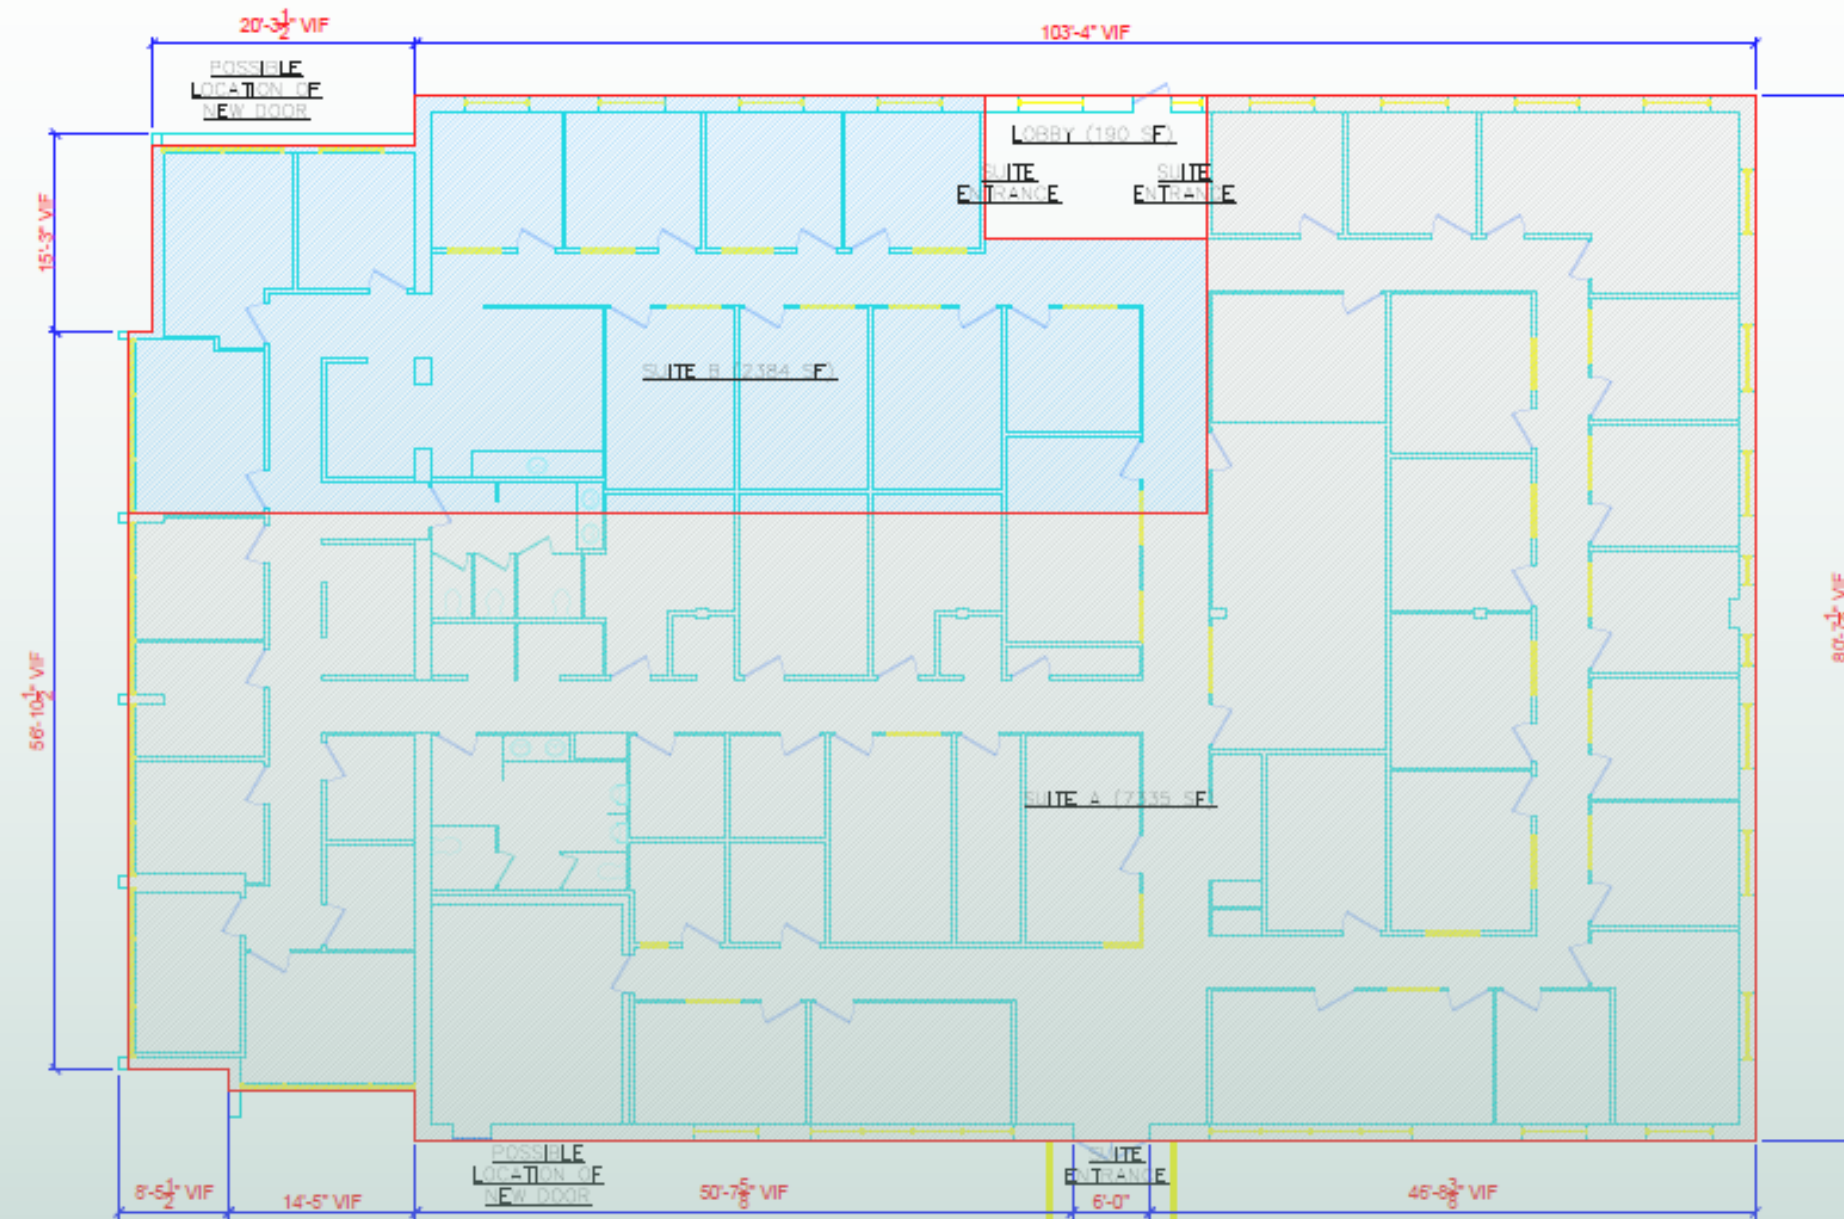 20'-3 1/2" VIF
103'-4" VIF
POSSIBLE
LOCATION OF
NEW DOOR
LOBBY (190 SF)
SUITE
ENTRANCE
SUITE
ENTRANCE
15'-3" VIF
SUITE B (2384 SF)
56'-10 1/2" VIF
80'-7 1/2" VIF
SUITE A (7335 SF)
POSSIBLE
LOCATION OF
NEW DOOR
SUITE
ENTRANCE
8'-5 1/2" VIF
14'-5" VIF
50'-7 5/8" VIF
6'-0"
46'-8 3/8" VIF